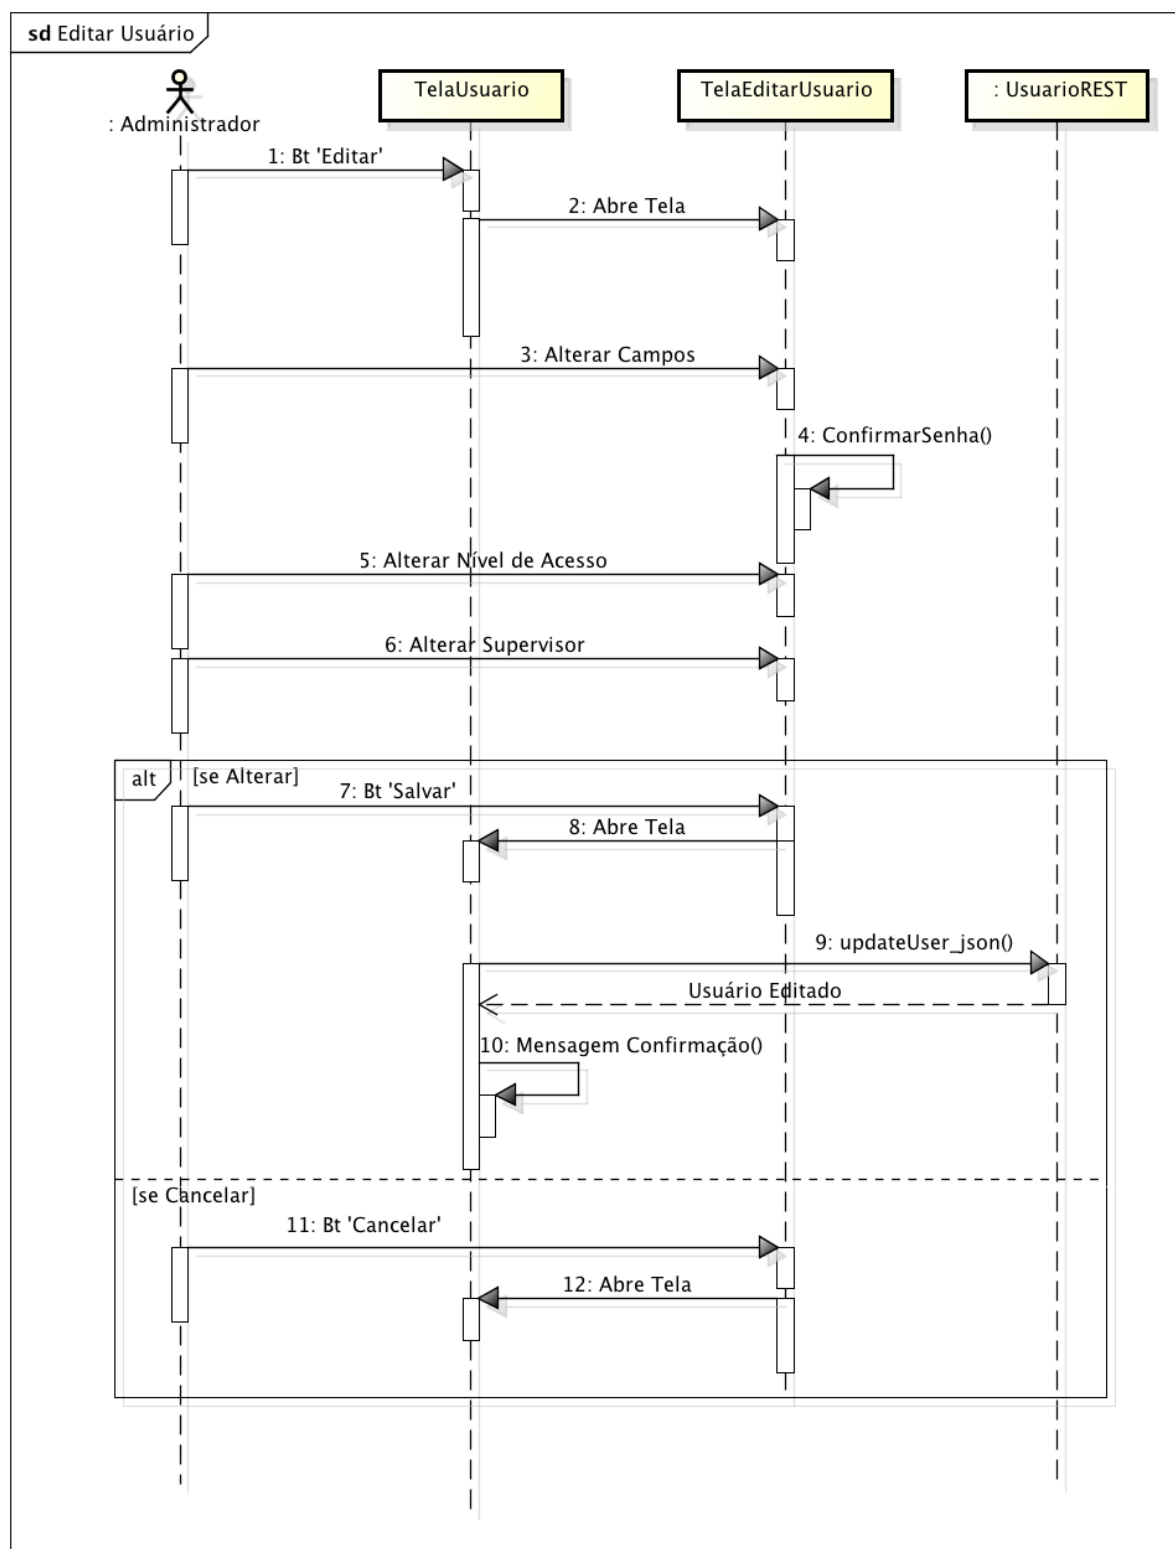 sd Editar Usuário
: Administrador
TelaUsuario
TelaEditarUsuario
: UsuarioREST
1: Bt 'Editar'
2: Abre Tela
3: Alterar Campos
4: ConfirmarSenha()
5: Alterar Nível de Acesso
6: Alterar Supervisor
alt
[se Alterar]
7: Bt 'Salvar'
8: Abre Tela
9: updateUser_json()
Usuário Editado
10: Mensagem Confirmação()
[se Cancelar]
11: Bt 'Cancelar'
12: Abre Tela